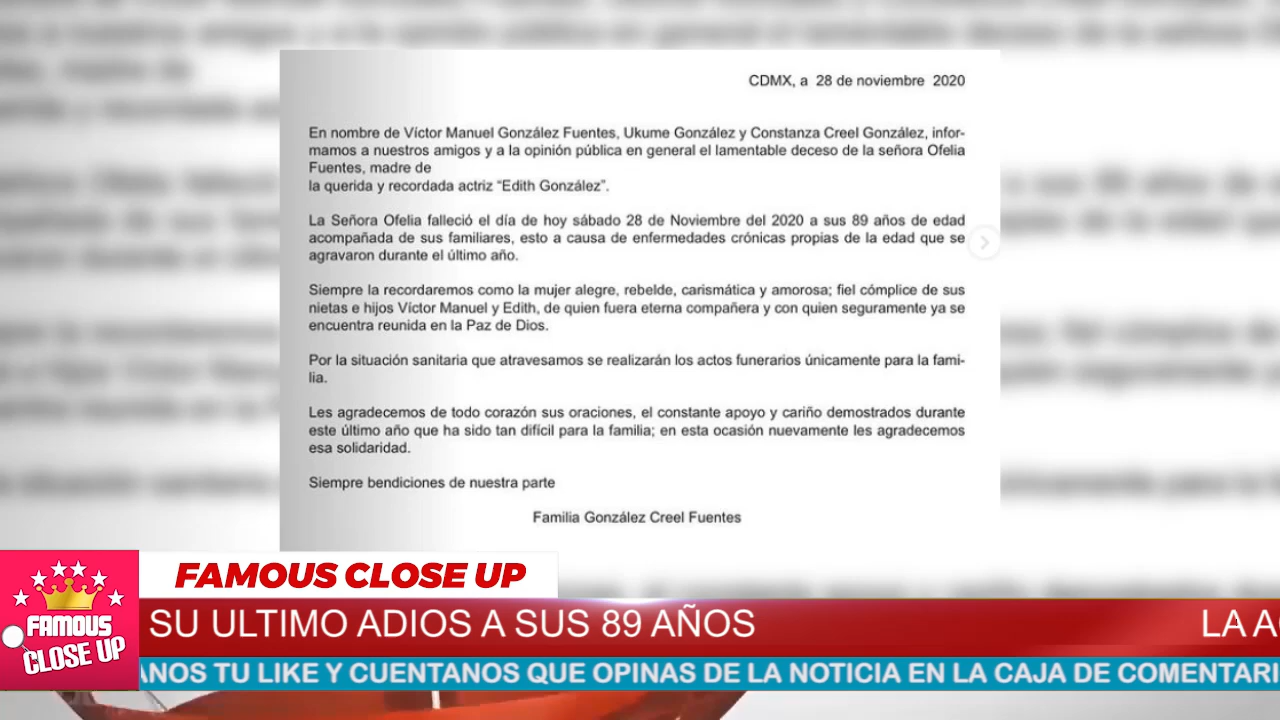 CDMX, a 28 de noviembre 2020
En nombre de Víctor Manuel González Fuentes, Ukume González y Constanza Creel González, infor-
mamos a nuestros amigos y a la opinión pública en general el lamentable deceso de la señora Ofelia
Fuentes, madre de
la querida y recordada actriz “Edith González”.
La Señora Ofelia falleció el día de hoy sábado 28 de Noviembre del 2020 a sus 89 años de edad
acompañada de sus familiares, esto a causa de enfermedades crónicas propias de la edad que se
agravaron durante el último año.
Siempre la recordaremos como la mujer alegre, rebelde, carismática y amorosa; fiel cómplice de sus
nietas e hijos Víctor Manuel y Edith, de quien fuera eterna compañera y con quien seguramente ya se
encuentra reunida en la Paz de Dios.
Por la situación sanitaria que atravesamos se realizarán los actos funerarios únicamente para la fami-
lia.
Les agradecemos de todo corazón sus oraciones, el constante apoyo y cariño demostrados durante
este último año que ha sido tan difícil para la familia; en esta ocasión nuevamente les agradecemos
esa solidaridad.
Siempre bendiciones de nuestra parte
Familia González Creel Fuentes
FAMOUS CLOSE UP
FAMOUS
CLOSE UP
SU ULTIMO ADIOS A SUS 89 AÑOS LA
ANOS TU LIKE Y CUENTANOS QUE OPINAS DE LA NOTICIA EN LA CAJA DE COMENTARI